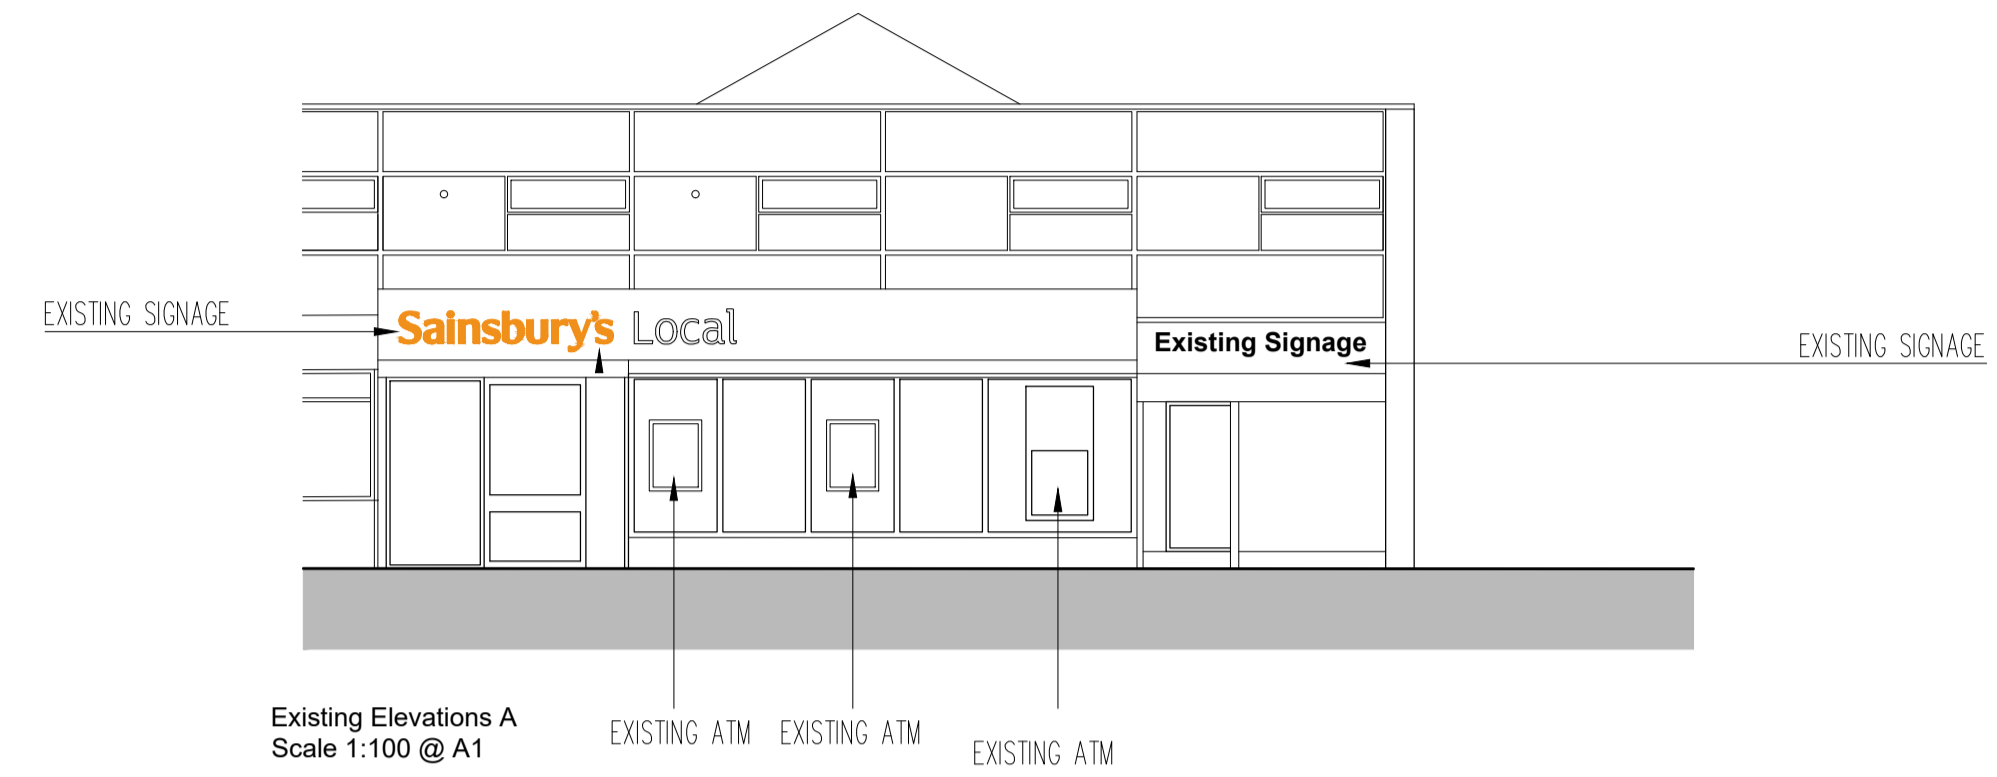 EXISTING SIGNAGE
Sainsbury's Local
Existing Signage
EXISTING SIGNAGE
Existing Elevations A
Scale 1:100 @ A1
EXISTING ATM
EXISTING ATM
EXISTING ATM